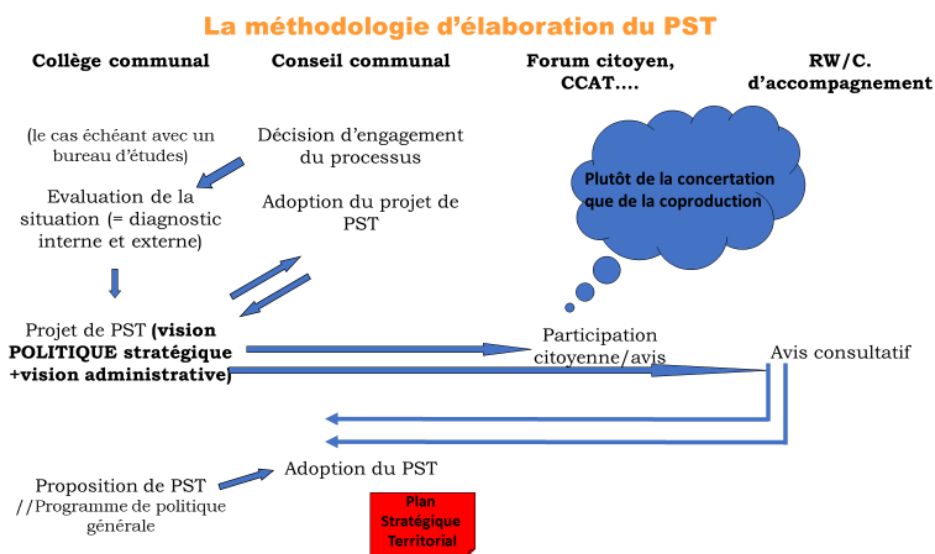 La méthodologie d'élaboration du PST
Collège communal
Conseil communal
Forum citoyen,
CCAT....
RW/C.
d'accompagnement
(le cas échéant avec un
bureau d'études)
Décision d'engagement
du processus
Plutôt de la concertation
que de la coproduction
Evaluation de la
situation (= diagnostic
interne et externe)
Adoption du projet de
PST
Projet de PST (vision
POLITIQUE stratégique
+vision administrative)
Participation
citoyenne/avis
Avis consultatif
Adoption du PST
Proposition de PST
//Programme de politique
générale
Plan
Stratégique
Territorial